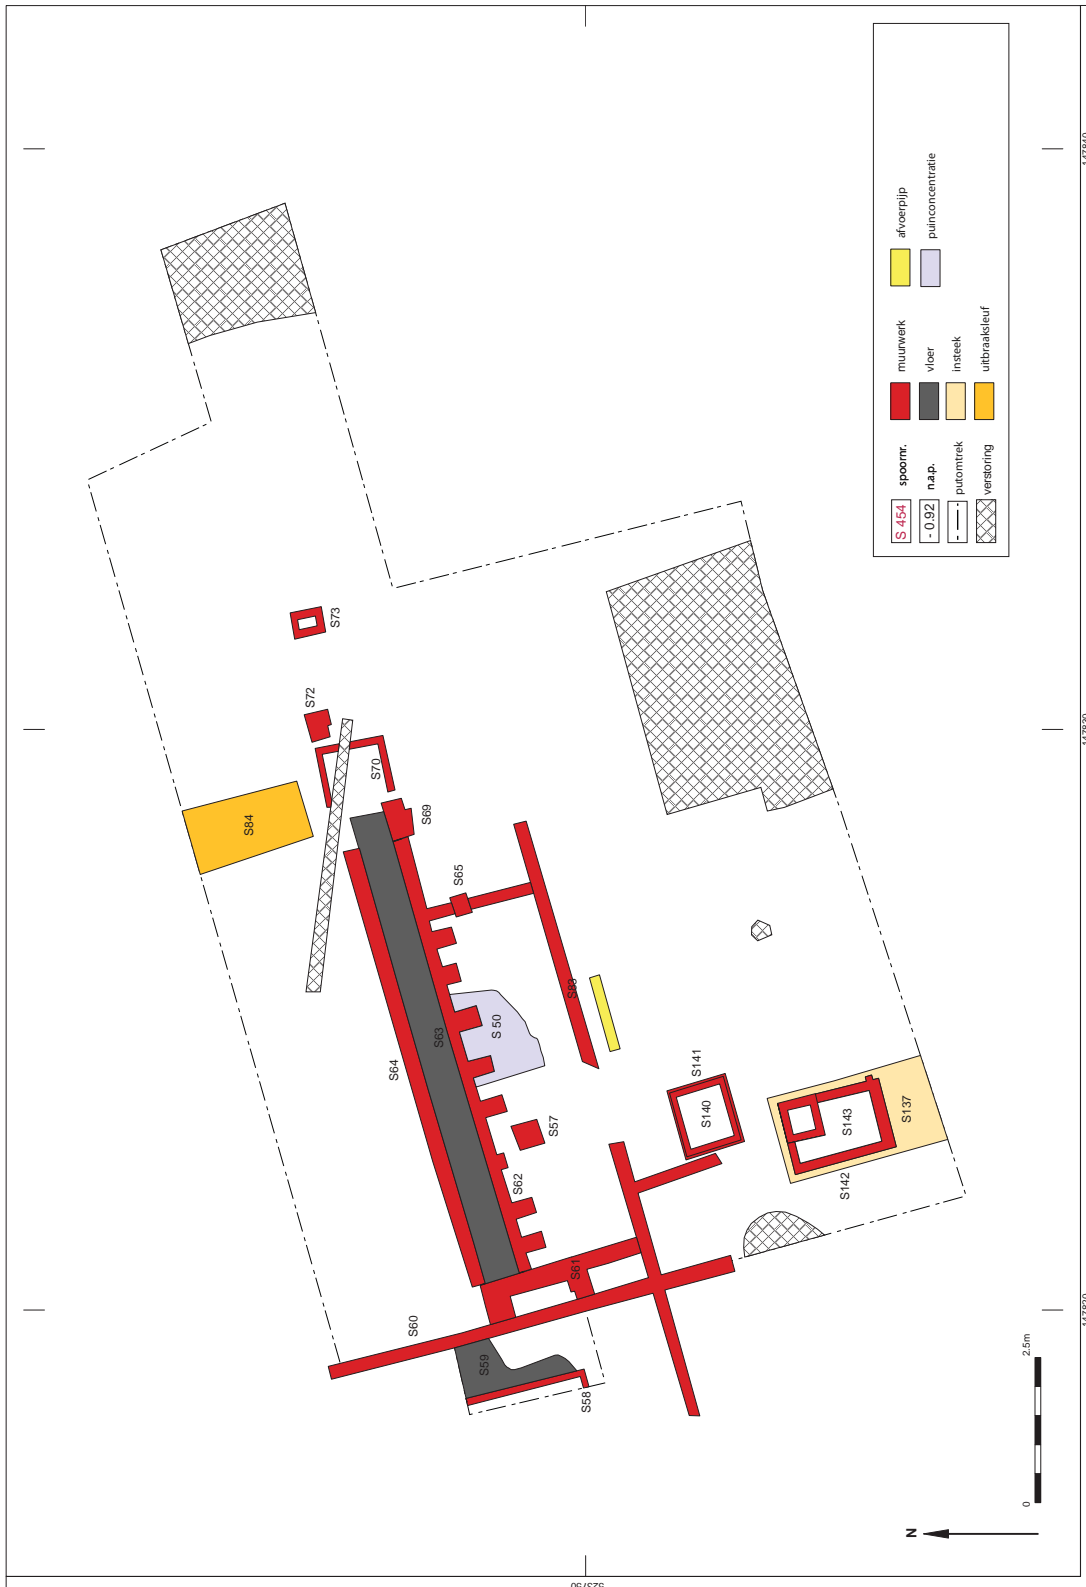 S 454 spoornr.
- 0.92 n.a.p.
putomtrek
verstoring
muurwerk
vloer
insteek
uitbraaksleuf
afvoerpijp
puinconcentratie
S73
S72
S70
S84
S69
S65
S83
S64
S63
S 50
S57
S62
S61
S60
S59
S58
S141
S140
S143
S137
S142
0
2.5m
N